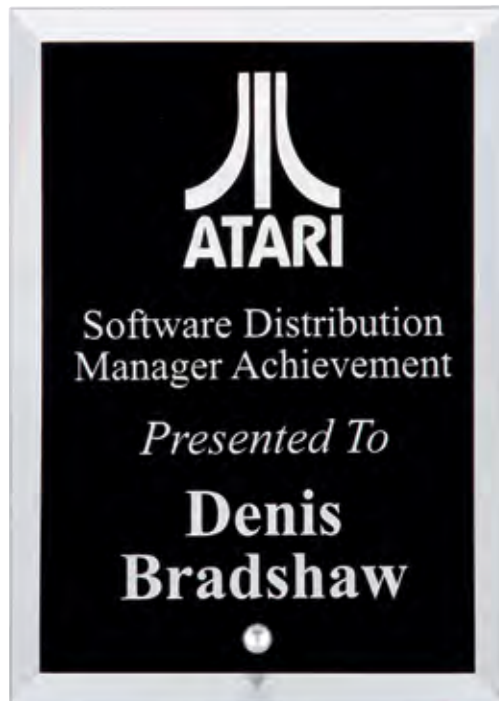 ATARI
Software Distribution
Manager Achievement
Presented To
Denis
Bradshaw